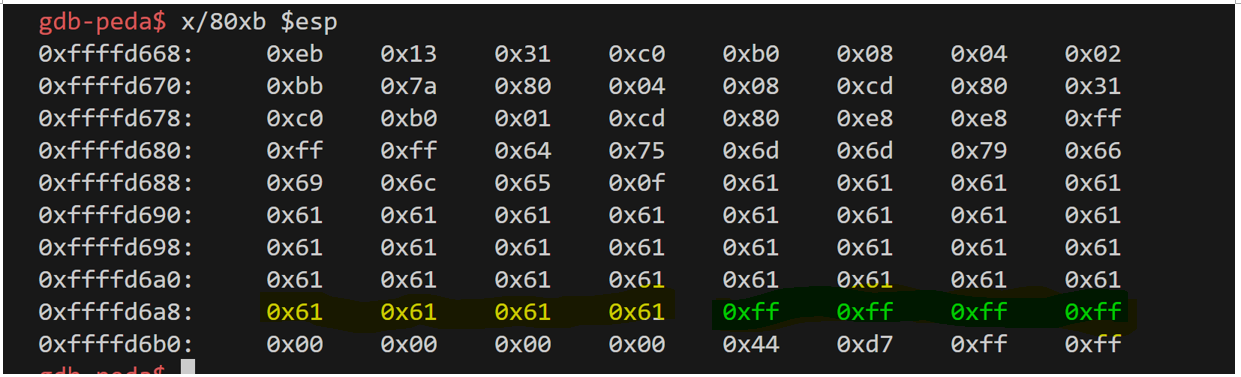 gdb-peda$ x/80xb $esp
0xffffd668: 0xeb 0x13 0x31 0xc0 0xb0 0x08 0x04 0x02
0xffffd670: 0xbb 0x7a 0x80 0x04 0x08 0xcd 0x80 0x31
0xffffd678: 0xc0 0xb0 0x01 0xcd 0x80 0xe8 0xe8 0xff
0xffffd680: 0xff 0xff 0x64 0x75 0x6d 0x6d 0x79 0x66
0xffffd688: 0x69 0x6c 0x65 0x0f 0x61 0x61 0x61 0x61
0xffffd690: 0x61 0x61 0x61 0x61 0x61 0x61 0x61 0x61
0xffffd698: 0x61 0x61 0x61 0x61 0x61 0x61 0x61 0x61
0xffffd6a0: 0x61 0x61 0x61 0x61 0x61 0x61 0x61 0x61
0xffffd6a8: 0x61 0x61 0x61 0x61 0xff 0xff 0xff 0xff
0xffffd6b0: 0x00 0x00 0x00 0x00 0x44 0xd7 0xff 0xff
gdb-peda$